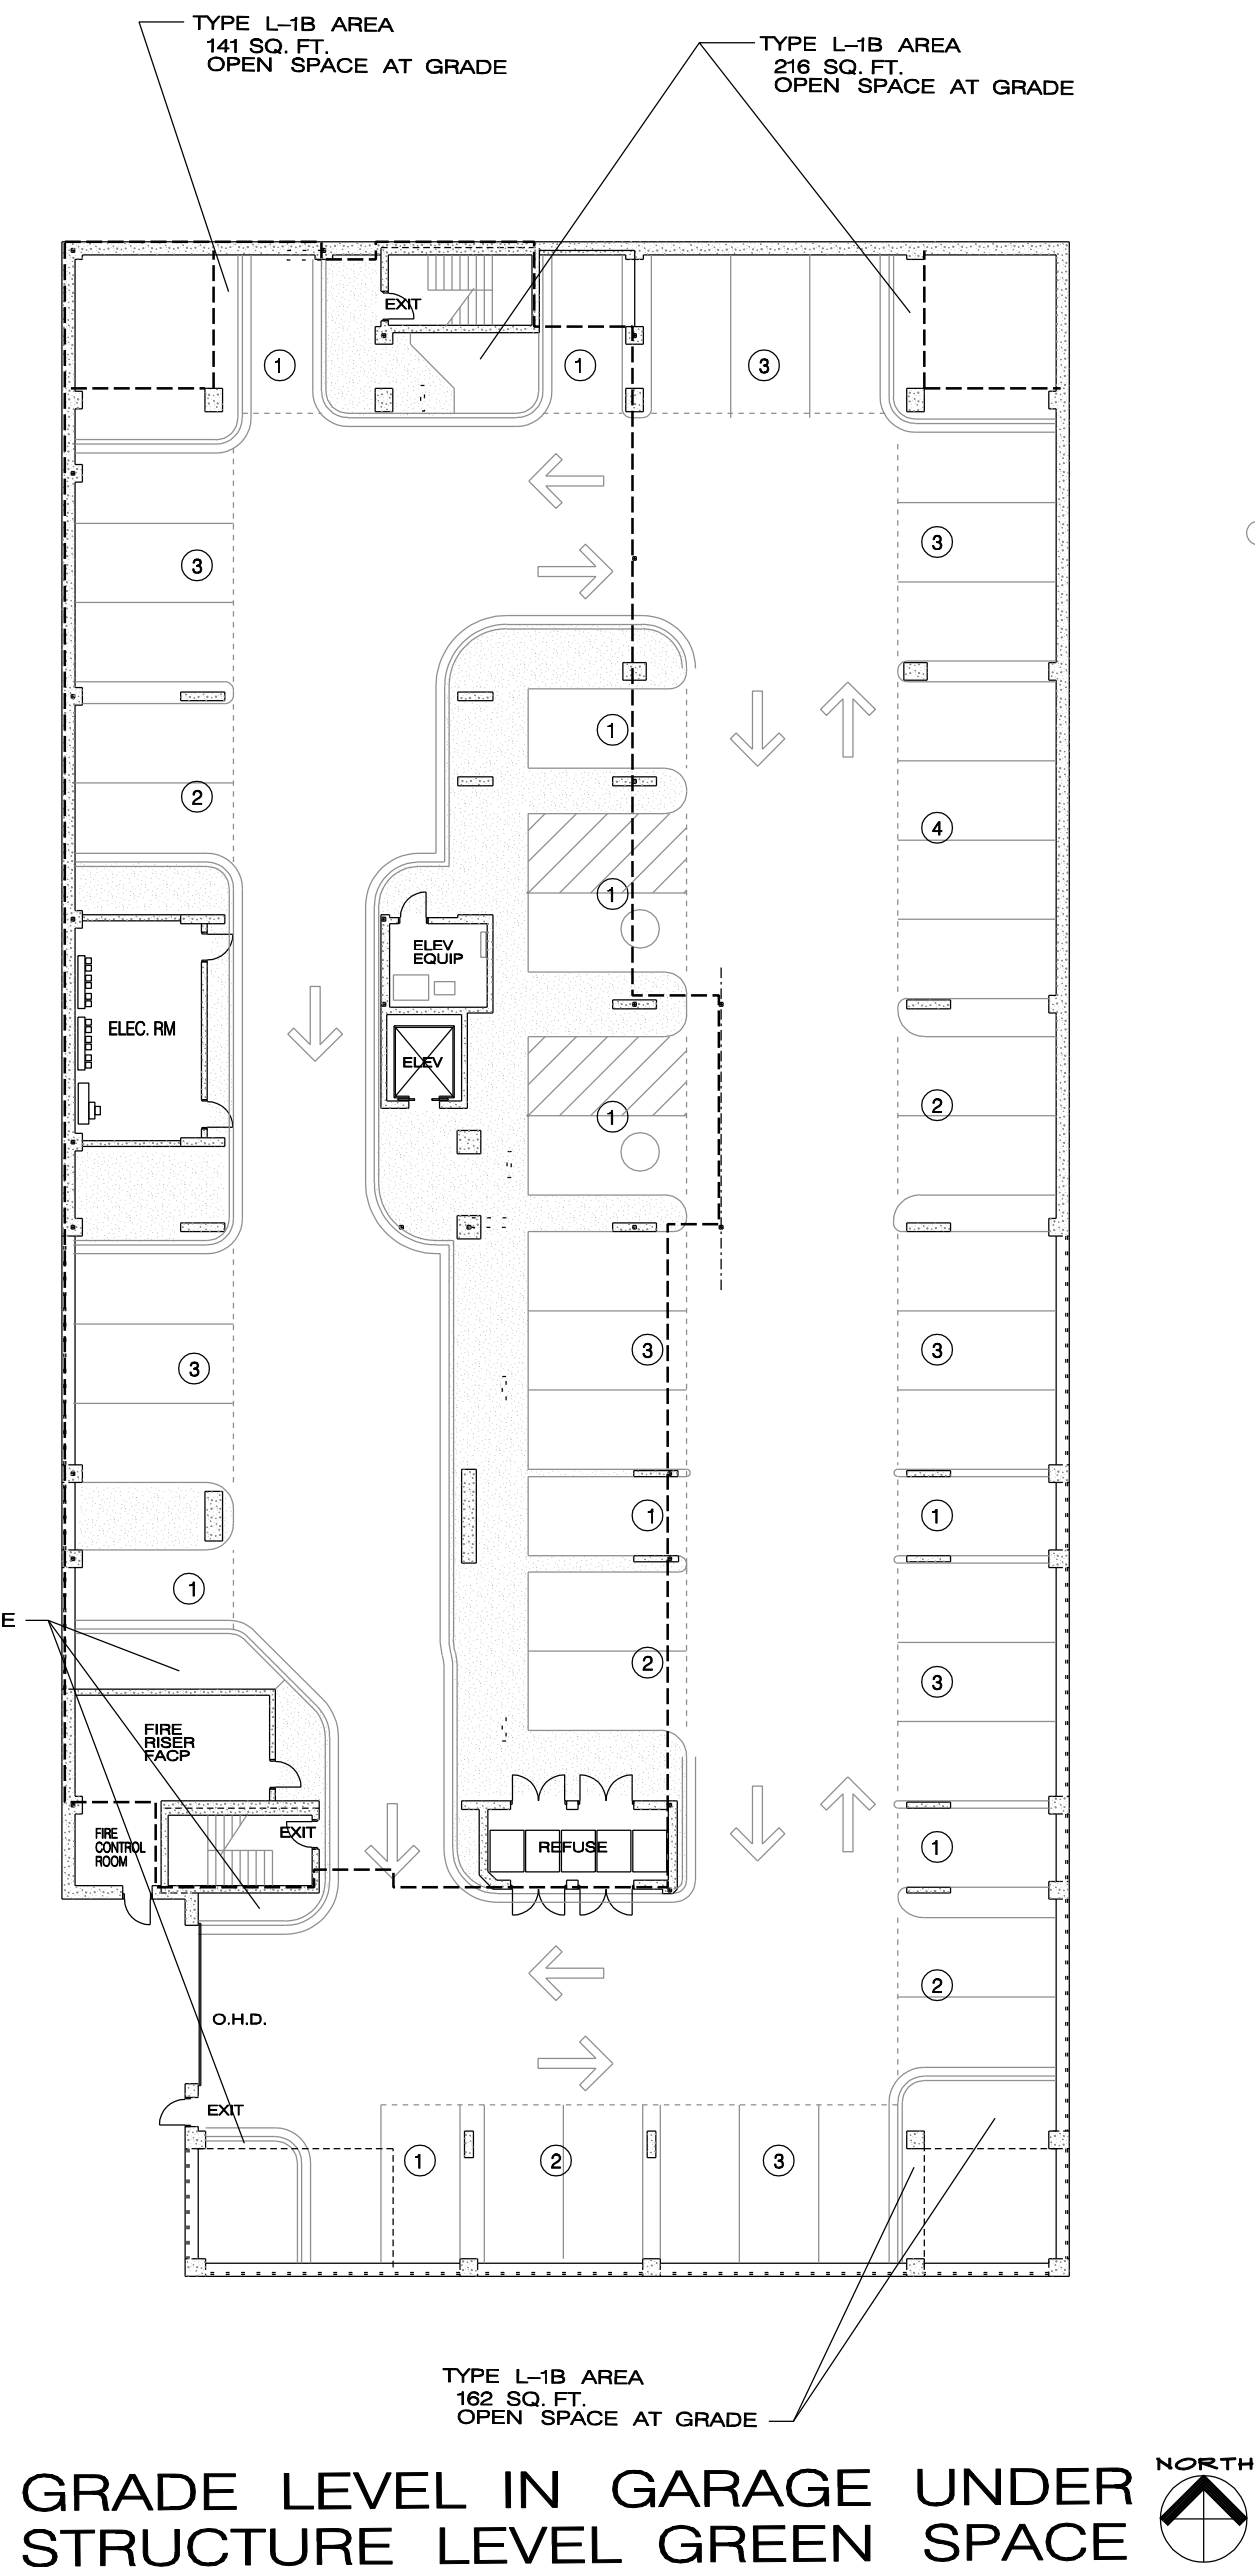 TYPE L-1B AREA
141 SQ. FT.
OPEN SPACE AT GRADE
TYPE L-1B AREA
216 SQ. FT.
OPEN SPACE AT GRADE
EXIT
1
1
3
3
3
1
2
4
1
ELEV
EQUIP
ELEC. RM
ELEV
1
2
3
3
3
1
1
1
E
2
3
FIRE
RISER
FACP
FIRE
CONTROL
ROOM
EXIT
REFUSE
1
2
O.H.D.
EXIT
1
2
3
TYPE L-1B AREA
162 SQ. FT.
OPEN SPACE AT GRADE
NORTH
GRADE LEVEL IN GARAGE UNDER
STRUCTURE LEVEL GREEN SPACE